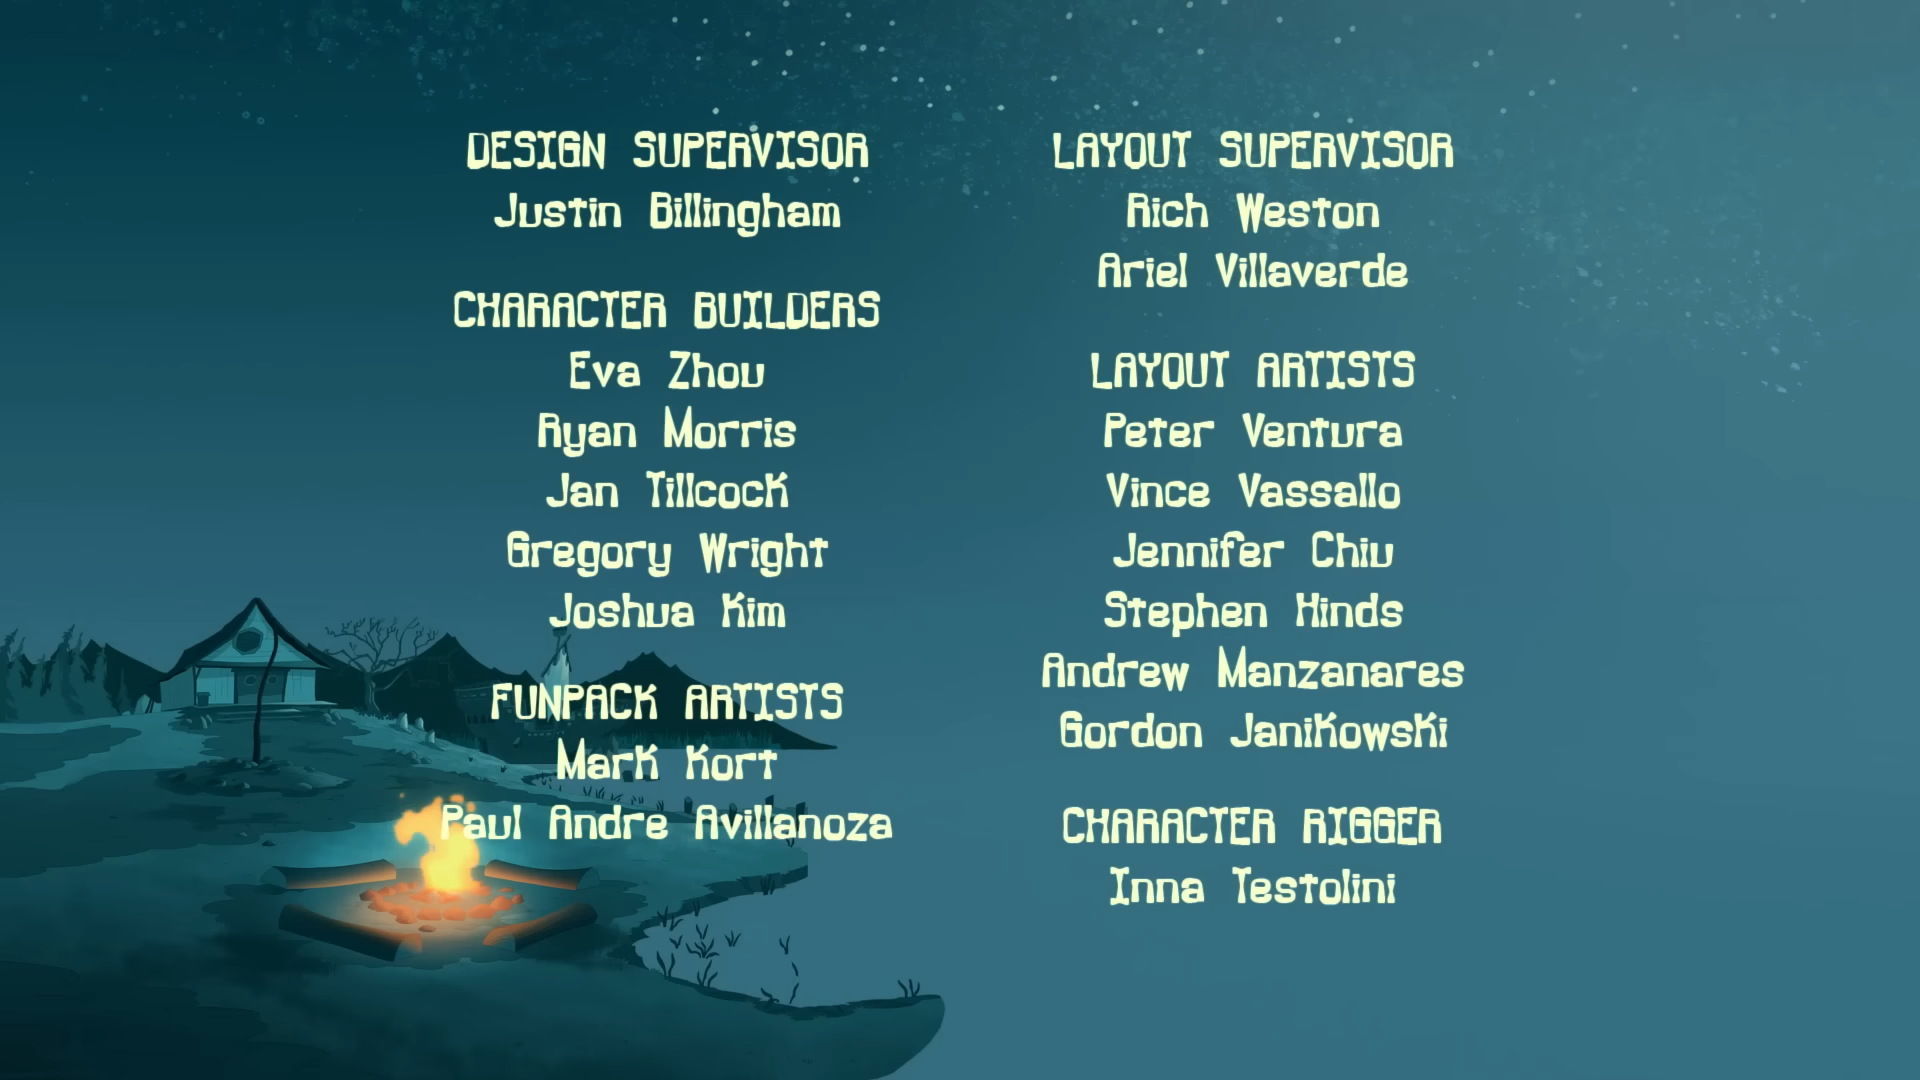 DESIGN SUPERVISOR
Justin Billingham
CHARACTER BUILDERS
Eva Zhou
Ryan Morris
Jan Tillcock
Gregory Wright
Joshua Kim
FUNPACK ARTISTS
Mark Kort
Paul Andre Avillanoza
LAYOUT SUPERVISOR
Rich Weston
Ariel Villaverde
LAYOUT ARTISTS
Peter Ventura
Vince Vassallo
Jennifer Chiu
Stephen Hinds
Andrew Manzanares
Gordon Janikowski
CHARACTER RIGGER
Inna Testolini